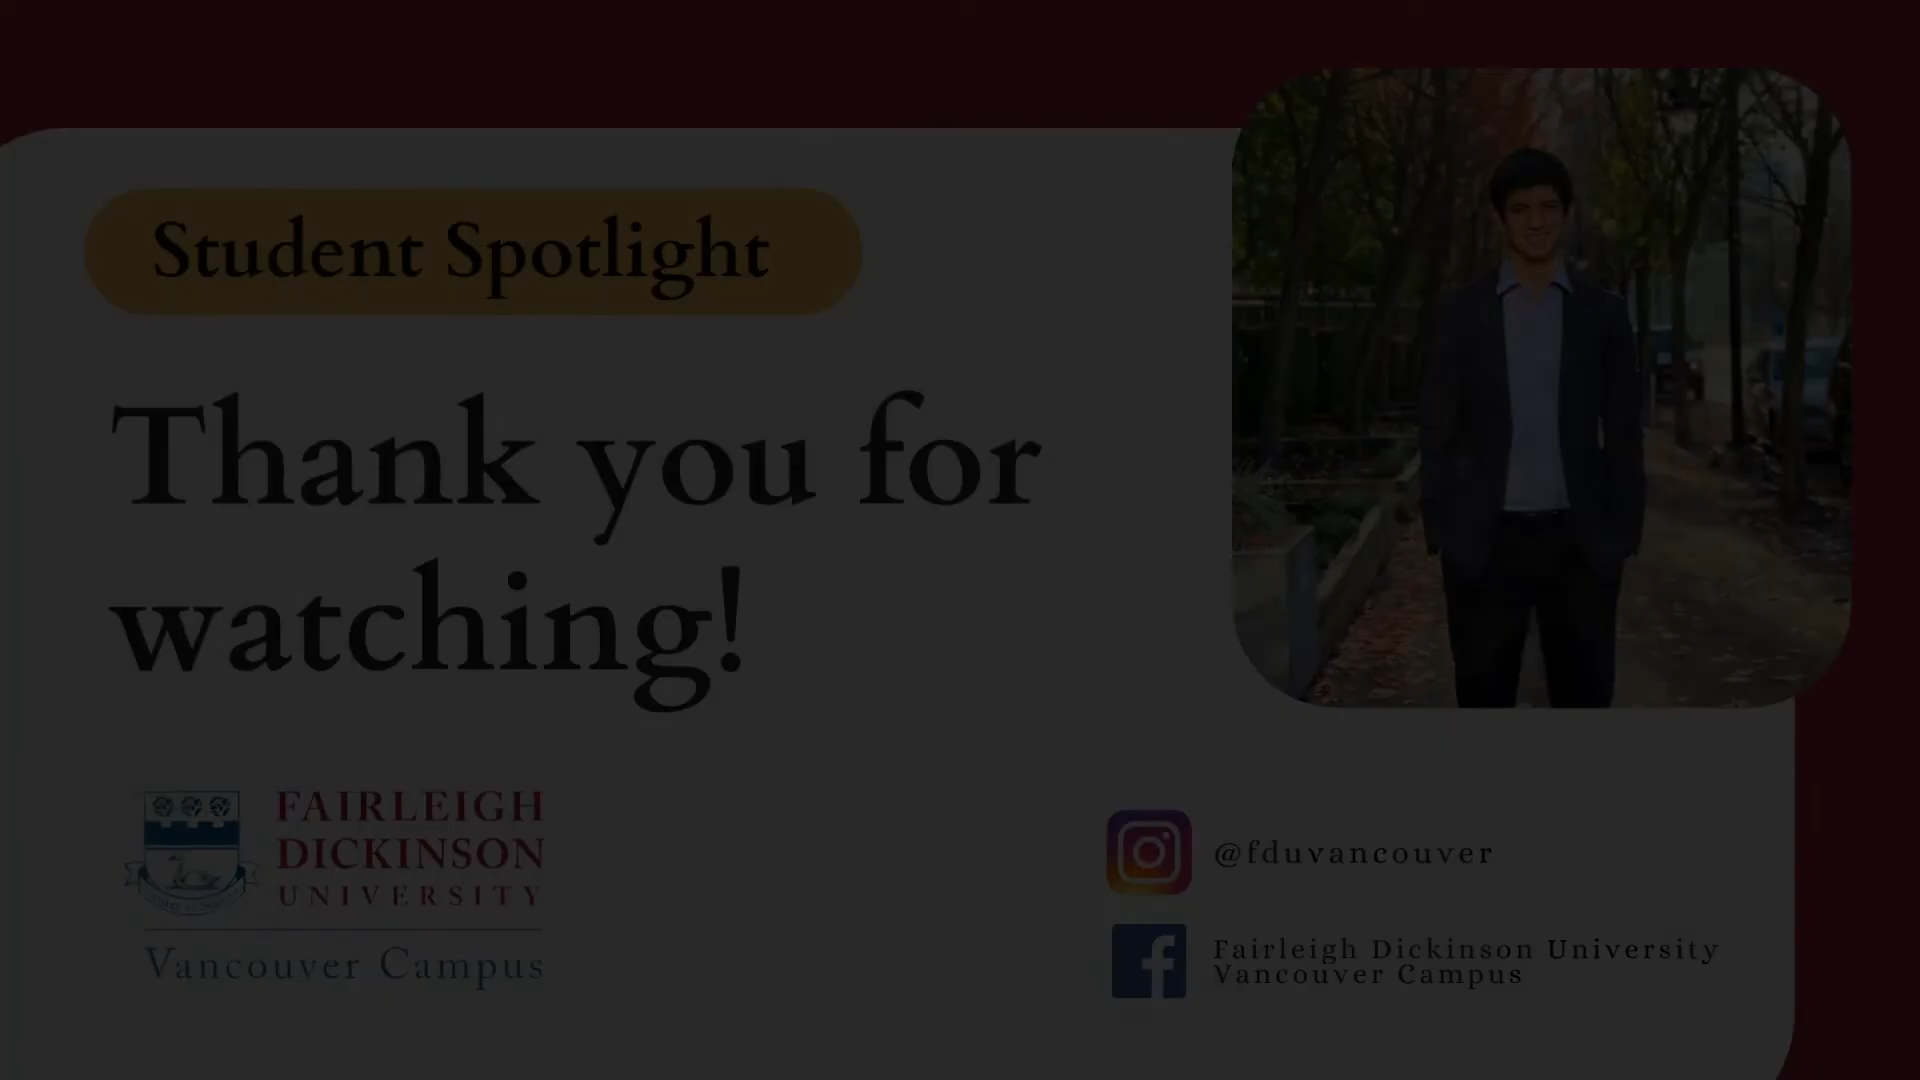 Student Spotlight
Thank you for
watching!
FAIRLEIGH
DICKINSON
UNIVERSITY
Vancouver Campus
@fduvancouver
Fairleigh Dickinson University
Vancouver Campus